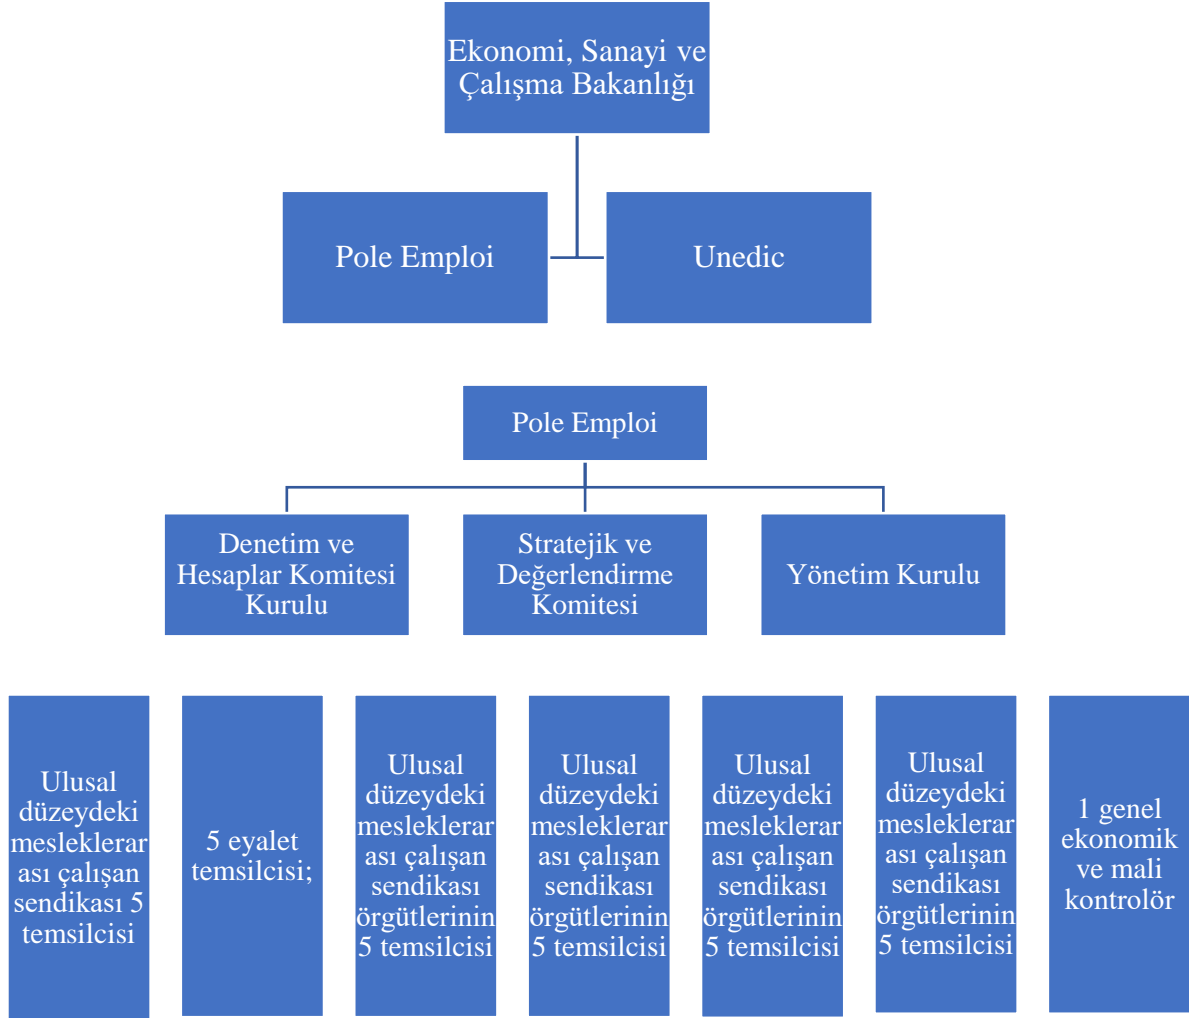 Ekonomi, Sanayi ve
Çalışma Bakanlığı
Pole Emploi
Unedic
Pole Emploi
Denetim ve
Hesaplar Komitesi
Kurulu
Stratejik ve
Değerlendirme
Komitesi
Yönetim Kurulu
Ulusal
düzeydeki
mesleklerar
ası çalışan
sendikası 5
temsilcisi
5 eyalet
temsilcisi;
Ulusal
düzeydeki
mesleklerar
ası çalışan
sendikası
örgütlerinin
5 temsilcisi
Ulusal
düzeydeki
mesleklerar
ası çalışan
sendikası
örgütlerinin
5 temsilcisi
Ulusal
düzeydeki
mesleklerar
ası çalışan
sendikası
örgütlerinin
5 temsilcisi
Ulusal
düzeydeki
mesleklerar
ası çalışan
sendikası
örgütlerinin
5 temsilcisi
1 genel
ekonomik
ve mali
kontrolör